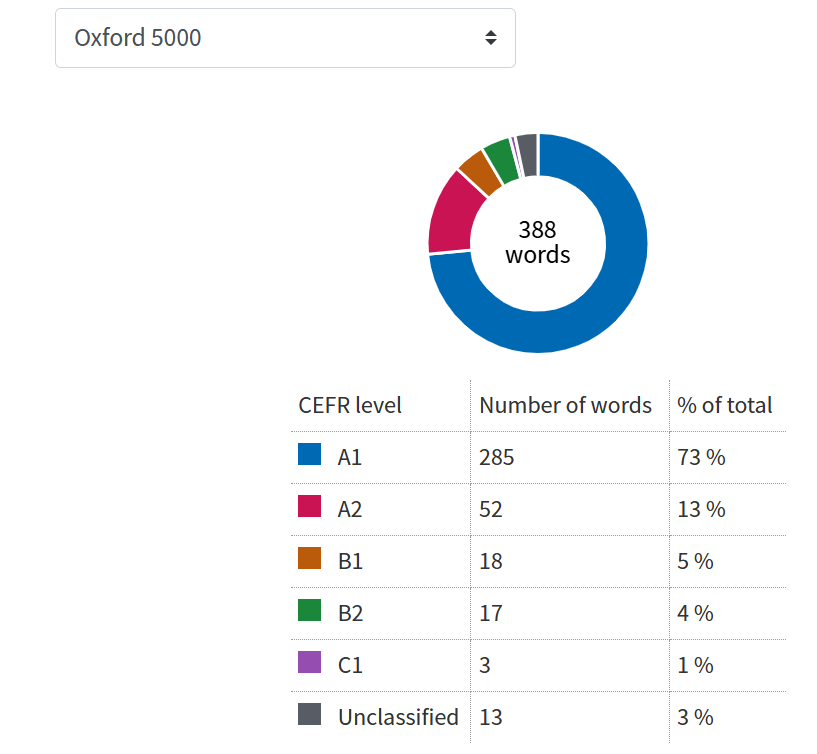 Oxford 5000
388
words
CEFR level Number of words % of total
A1 285 73 %
A2 52 13 %
B1 18 5 %
B2 17 4 %
C1 3 1 %
Unclassified 13 3 %